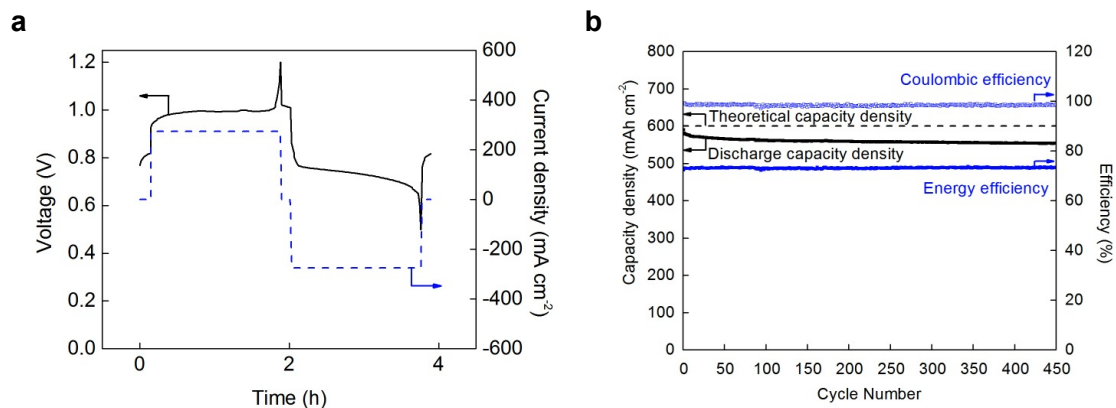 a
Voltage (V)
1.2
1.0
0.8
0.6
0.4
0.2
0.0
0
2
4
Time (h)
600
400
200
0
-200
-400
-600
Current density (mA cm-2)
b
Capacity density (mAh cm-2)
800
700
600
500
400
300
200
100
0
Coulombic efficiency
Theoretical capacity density
Discharge capacity density
Energy efficiency
0 50 100 150 200 250 300 350 400 450
Cycle Number
120
100
80
60
40
20
0
Efficiency (%)